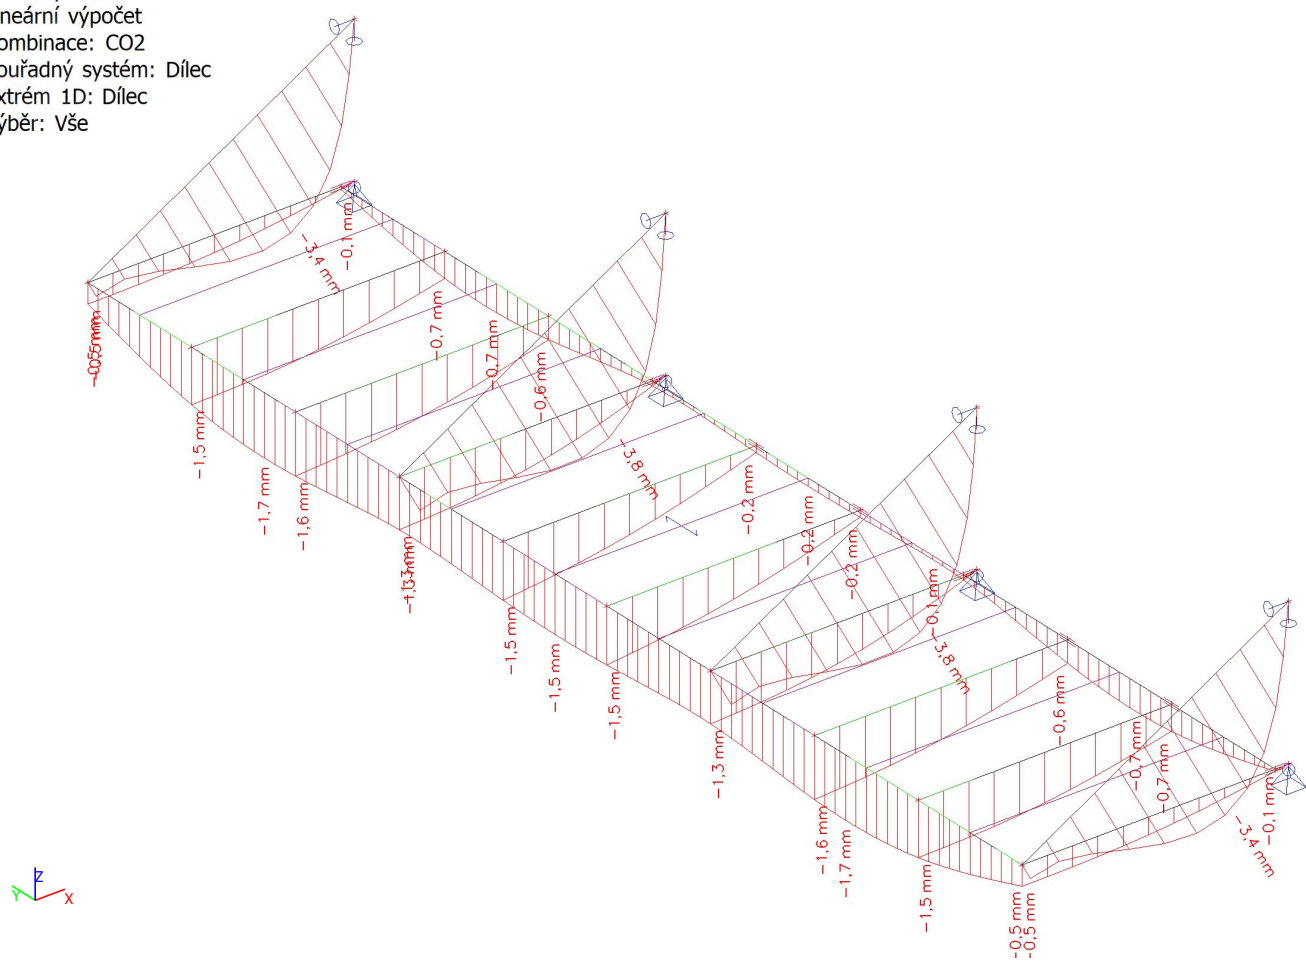 neární výpočet
ombinace: CO2
ouřadný systém: Dílec
xtrém 1D: Dílec
ýběr: Vše
−0,1 mm
−3,4 mm
−0,7 mm
−0,7 mm
−0,6 mm
−1,5 mm
−1,7 mm
−1,6 mm
−3,8 mm
−0,2 mm
−0,2 mm
−0,2 mm
−1,3 mm
−1,5 mm
−1,5 mm
−1,5 mm
−0,1 mm
−3,8 mm
−1,3 mm
−0,6 mm
−0,7 mm
−0,7 mm
−0,1 mm
−3,4 mm
−1,6 mm
−1,7 mm
−1,5 mm
−0,5 mm
−0,5 mm
Z
Y
X